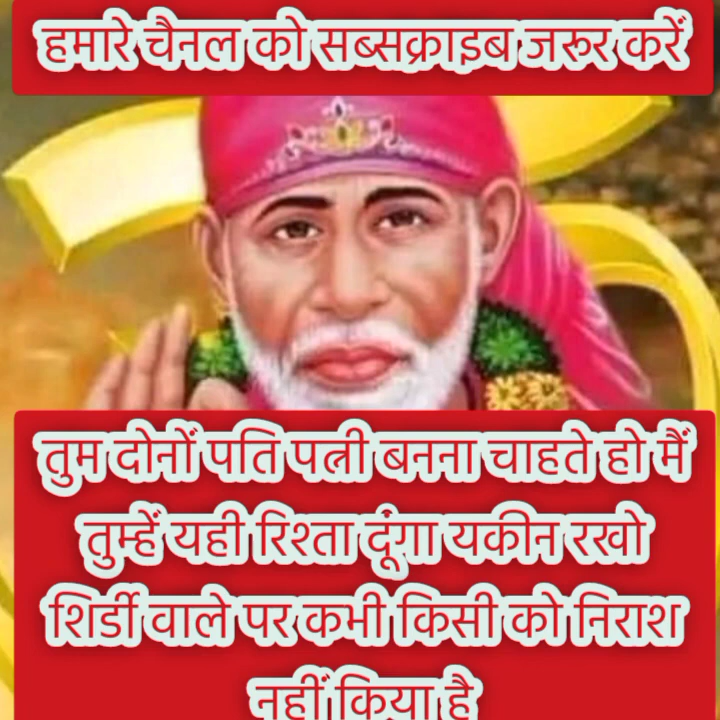 हमारे चैनल को सब्सक्राइब जरूर करें
तुम दोनों पति पत्नी बनना चाहते हो मैं
तुम्हें यही रिश्ता दूंगा यकीन रखो
शिर्डी वाले पर कभी किसी को निराश
नहीं किया है